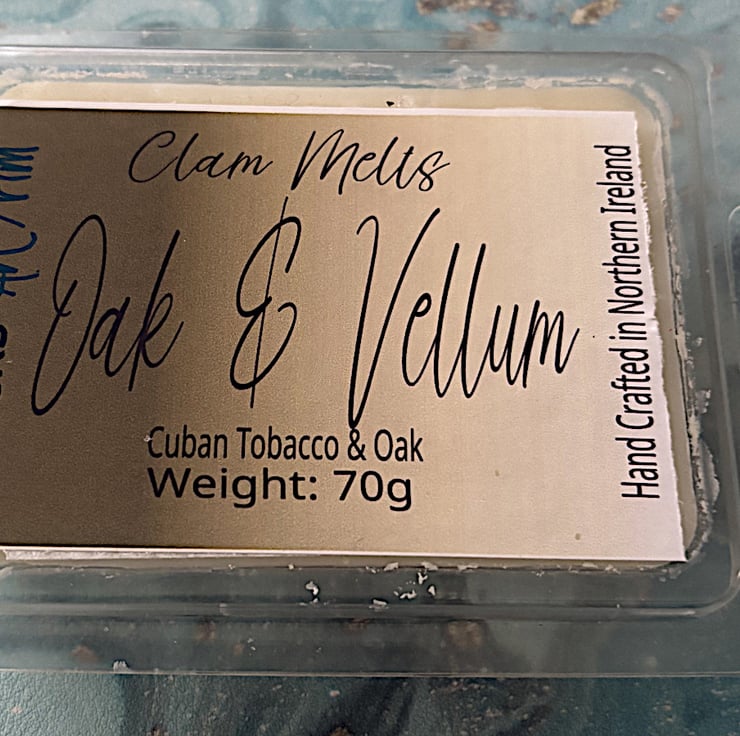 Clam Melts
Oak & Vellum
Cuban Tobacco & Oak
Weight: 70g
Hand Crafted in Northern Ireland